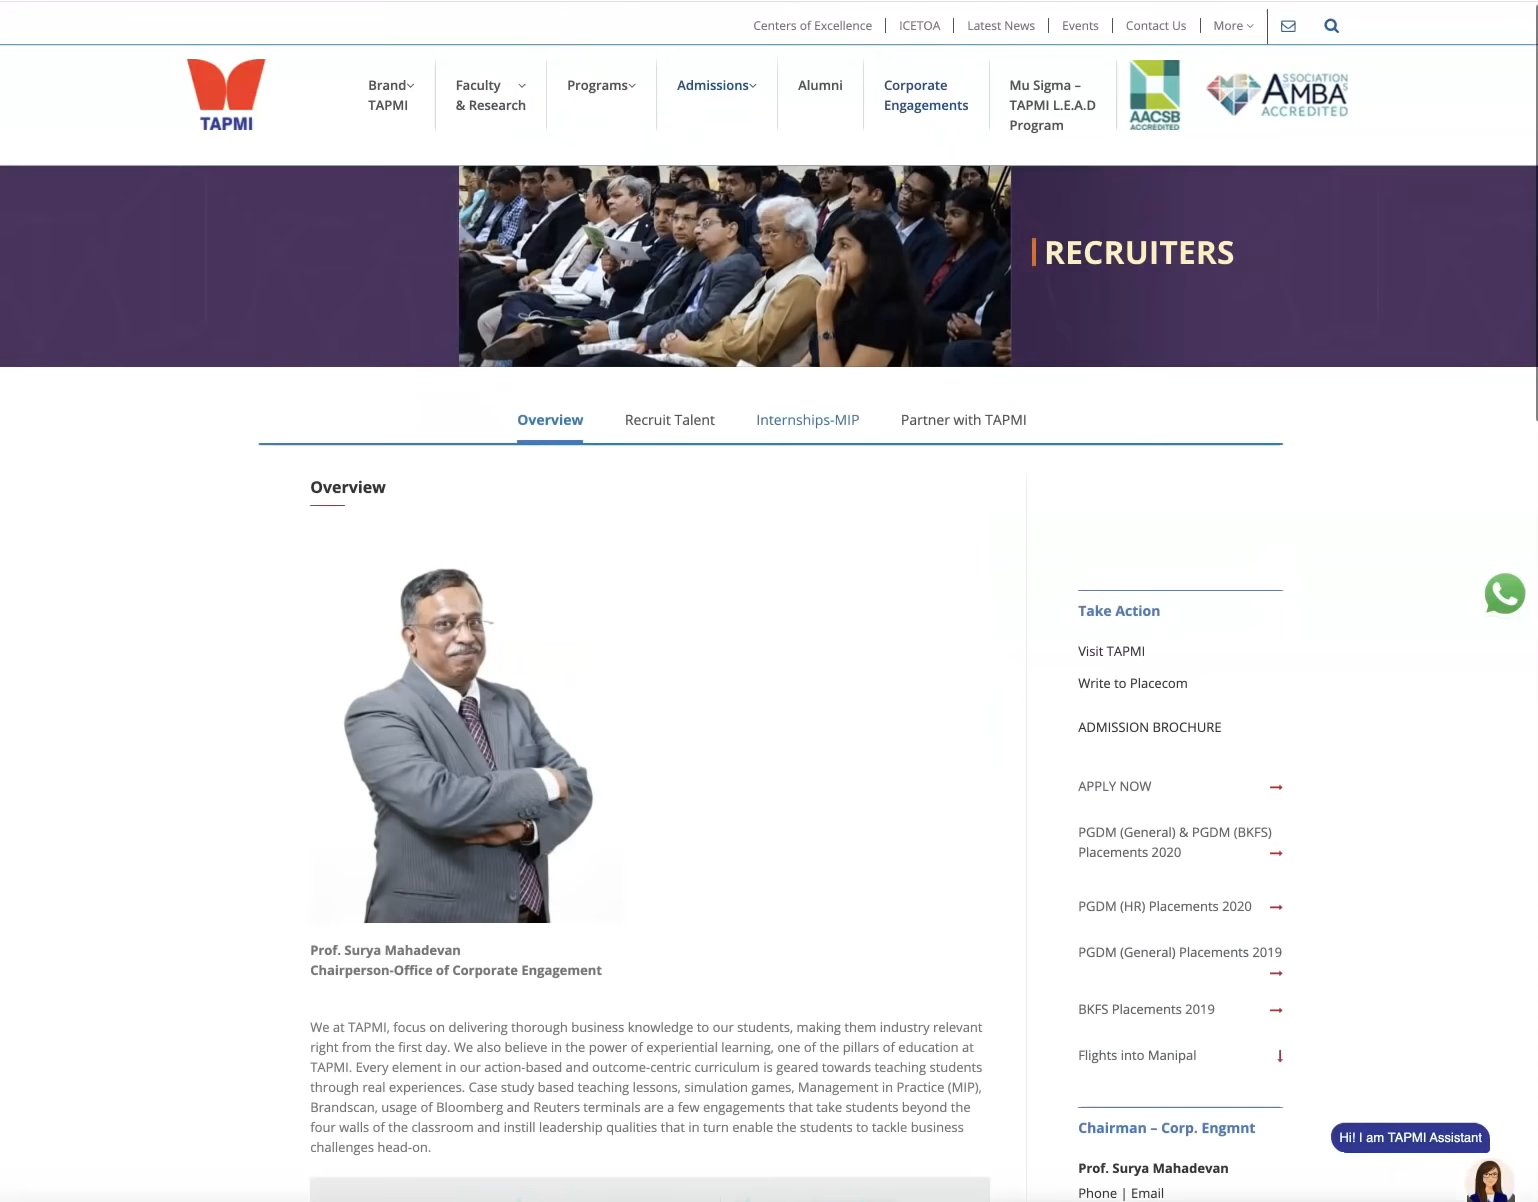 Centers of Excellence
ICETOA
Latest News
Events
Contact Us
More
TAPMI
Brand
TAPMI
Faculty
& Research
Programs
Admissions
Alumni
Corporate
Engagements
Mu Sigma –
TAPMI L.E.A.D
Program
AACSB
ACCREDITED
ASSOCIATION
AMBA
ACCREDITED
RECRUITERS
Overview
Recruit Talent
Internships-MIP
Partner with TAPMI
Overview
Prof. Surya Mahadevan
Chairperson-Office of Corporate Engagement
We at TAPMI, focus on delivering thorough business knowledge to our students, making them industry relevant
right from the first day. We also believe in the power of experiential learning, one of the pillars of education at
TAPMI. Every element in our action-based and outcome-centric curriculum is geared towards teaching students
through real experiences. Case study based teaching lessons, simulation games, Management in Practice (MIP),
Brandscan, usage of Bloomberg and Reuters terminals are a few engagements that take students beyond the
four walls of the classroom and instill leadership qualities that in turn enable the students to tackle business
challenges head-on.
Take Action
Visit TAPMI
Write to Placecom
ADMISSION BROCHURE
APPLY NOW
PGDM (General) & PGDM (BKFS)
Placements 2020
PGDM (HR) Placements 2020
PGDM (General) Placements 2019
BKFS Placements 2019
Flights into Manipal
Chairman – Corp. Engmnt
Prof. Surya Mahadevan
Phone | Email
Hi! I am TAPMI Assistant